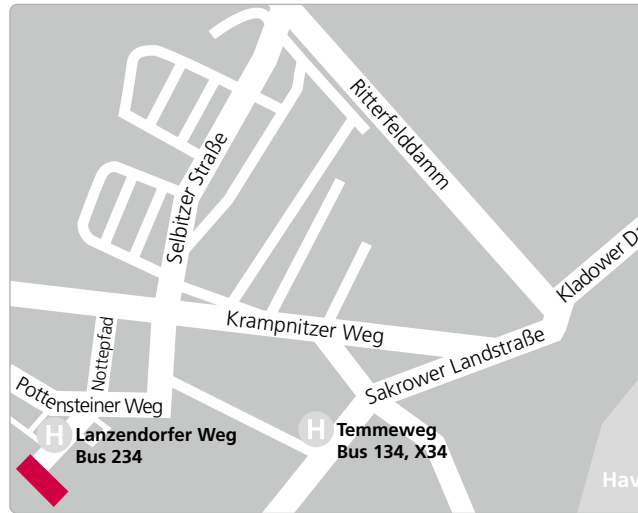 Ritterfelddamm
Selbitzer Straße
Kladower Da
Krampnitzer Weg
Nottepfad
Sakrower Landstraße
Pottensteiner Weg
H Lanzendorfer Weg
Bus 234
H Temmeweg
Bus 134, X34
Hav